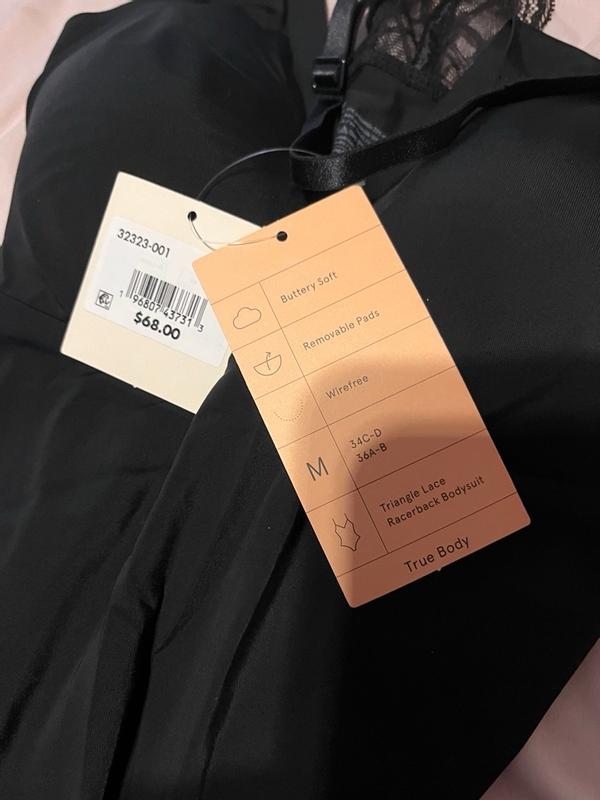 32323-001
1 96807 43731 3
$68.00
Buttery Soft
Removable Pads
Wirefree
M
34C-D
36A-B
Triangle Lace
Racerback Bodysuit
True Body